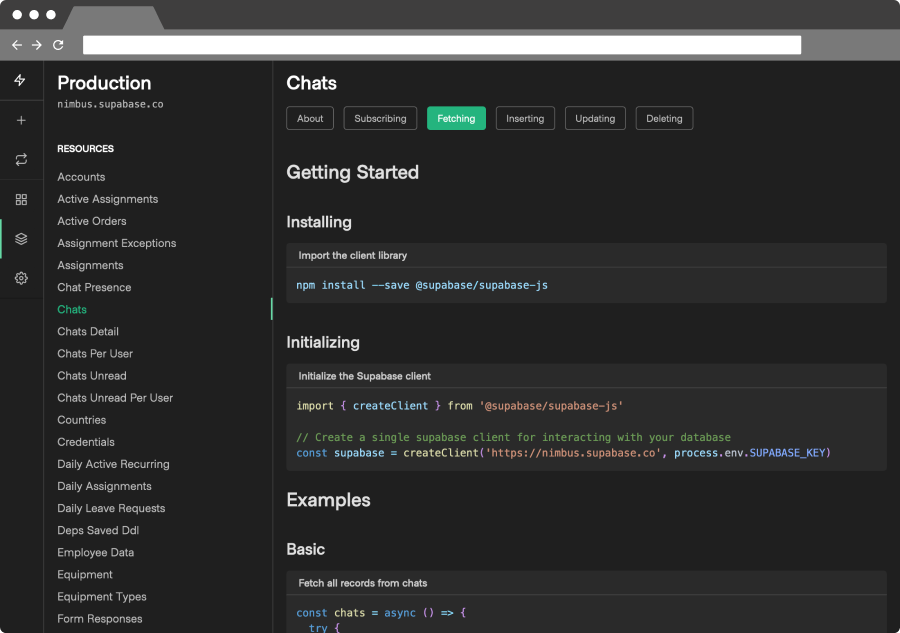 Production
nimbus.supabase.co
RESOURCES
Accounts
Active Assignments
Active Orders
Assignment Exceptions
Assignments
Chat Presence
Chats
Chats Detail
Chats Per User
Chats Unread
Chats Unread Per User
Countries
Credentials
Daily Active Recurring
Daily Assignments
Daily Leave Requests
Deps Saved Ddl
Employee Data
Equipment
Equipment Types
Form Responses
Chats
About Subscribing Fetching Inserting Updating Deleting
Getting Started
Installing
Import the client library
npm install --save @supabase/supabase-js
Initializing
Initialize the Supabase client
import { createClient } from '@supabase/supabase-js'
// Create a single supabase client for interacting with your database
const supabase = createClient('https://nimbus.supabase.co', process.env.SUPABASE_KEY)
Examples
Basic
Fetch all records from chats
const chats = async () => {
try {